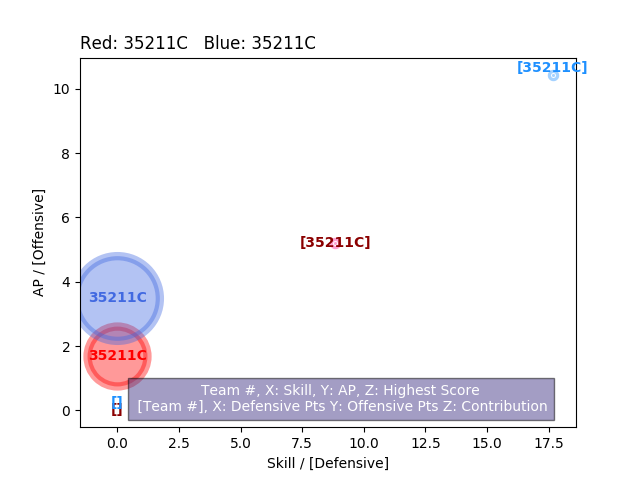 Red: 35211C   Blue: 35211C
[35211C]
[35211C]
35211C
35211C
[]
[]
Team #, X: Skill, Y: AP, Z: Highest Score
[Team #], X: Defensive Pts Y: Offensive Pts Z: Contribution
10
8
6
4
2
0
AP / [Offensive]
0.0 2.5 5.0 7.5 10.0 12.5 15.0 17.5
Skill / [Defensive]